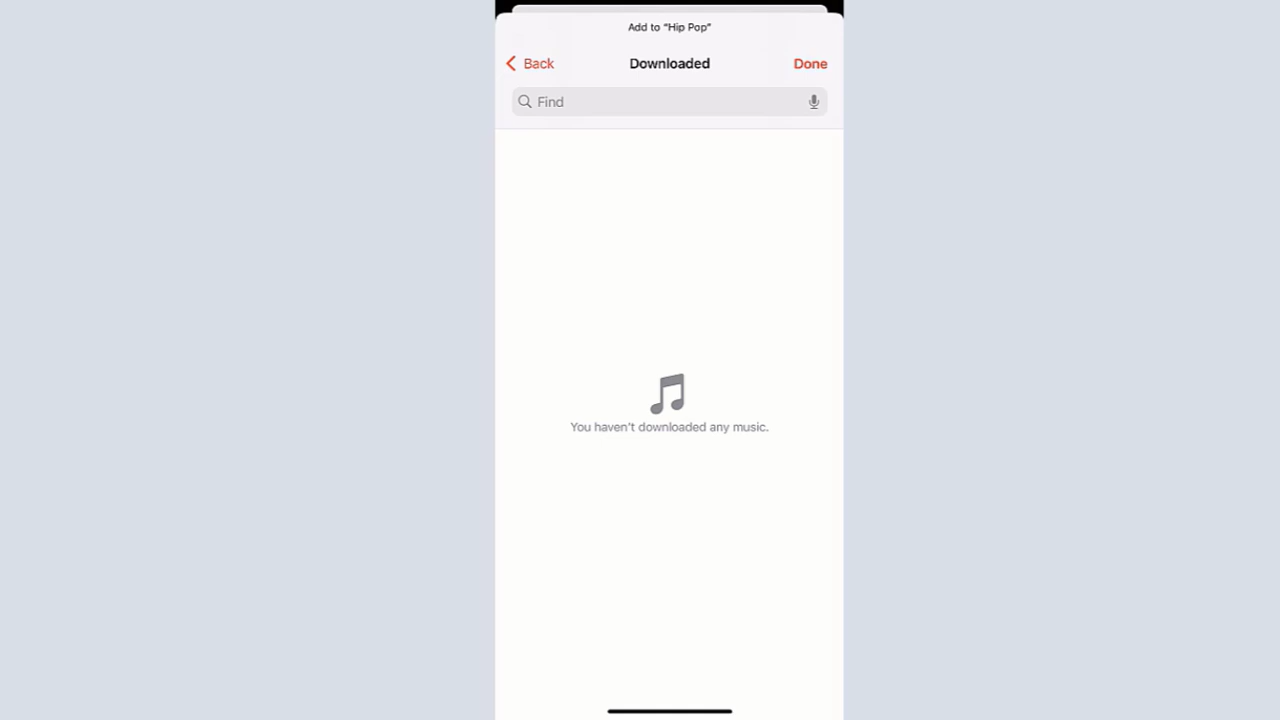 Add to “Hip Pop”
Back
Downloaded
Done
Find
You haven’t downloaded any music.